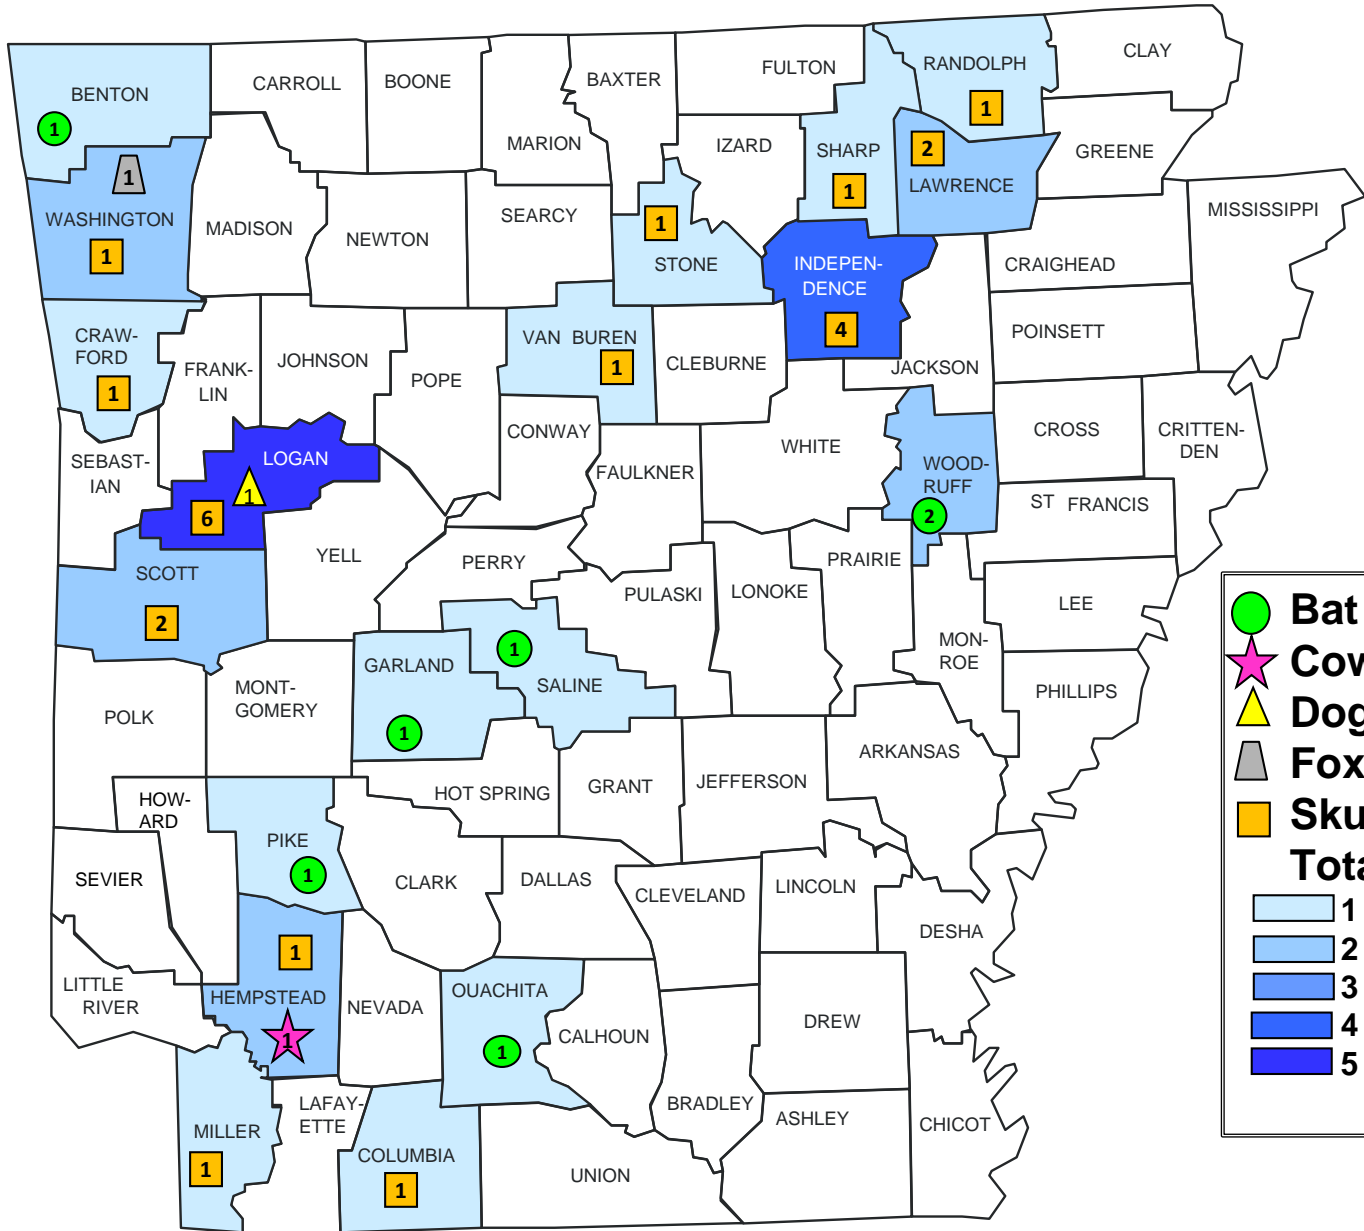 CLAY
FULTON
RANDOLPH
BAXTER
BOONE
CARROLL
BENTON
1
1
MARION
IZARD
SHARP
2
GREENE
LAWRENCE
1
WASHINGTON
1
MADISON
NEWTON
SEARCY
1
STONE
1
MISSISSIPPI
INDEPEN-
DENCE
4
CRAIGHEAD
POINSETT
CRAW-
FORD
1
FRANK-
LIN
JOHNSON
POPE
VAN BUREN
1
CLEBURNE
JACKSON
SEBAST-
IAN
LOGAN
1
6
CONWAY
FAULKNER
WHITE
WOOD-
RUFF
2
CROSS
CRITTEN-
DEN
ST FRANCIS
SCOTT
2
YELL
PERRY
PULASKI
LONOKE
PRAIRIE
LEE
MON-
ROE
PHILLIPS
POLK
MONT-
GOMERY
GARLAND
1
1
SALINE
HOT SPRING
GRANT
JEFFERSON
ARKANSAS
HOW-
ARD
SEVIER
PIKE
1
CLARK
DALLAS
CLEVELAND
LINCOLN
DESHA
LITTLE
RIVER
1
HEMPSTEAD
1
NEVADA
OUACHITA
1
CALHOUN
DREW
BRADLEY
ASHLEY
CHICOT
MILLER
1
LAFAY-
ETTE
COLUMBIA
1
UNION
Bat
Cow
Dog
Fox
Sku
Tota
1
2
3
4
5